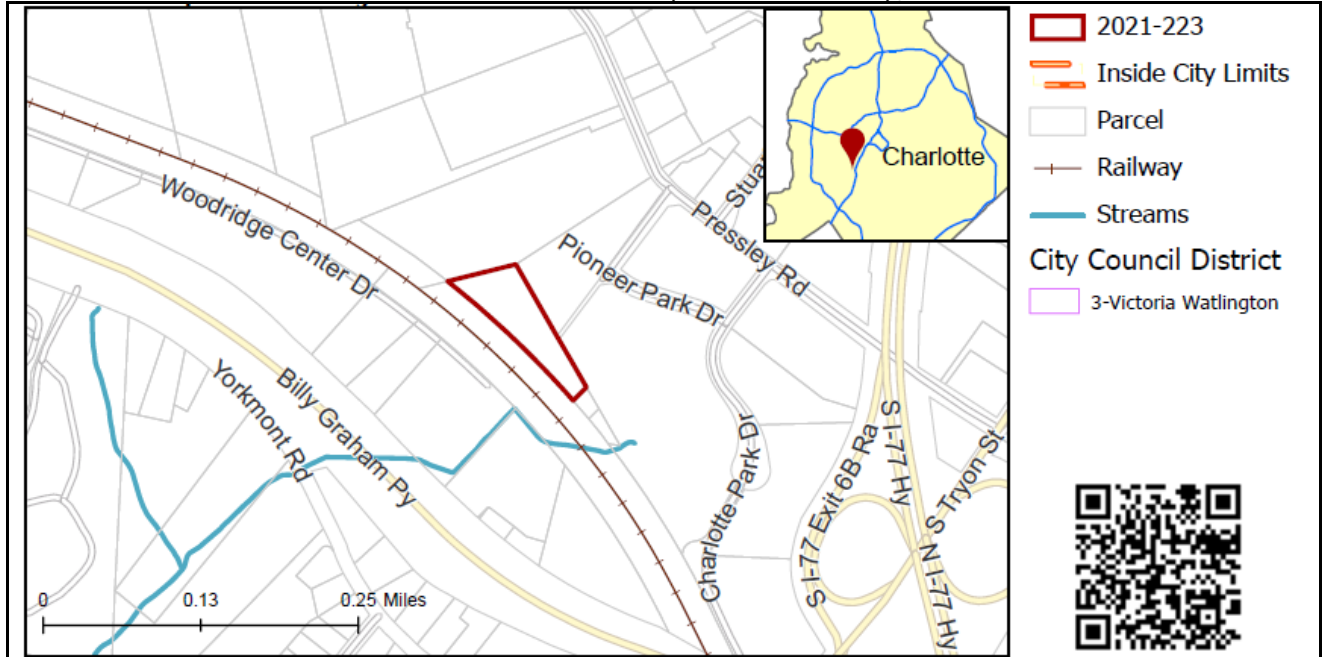 Woodridge Center Dr
Pioneer Park Dr
Pressley Rd
Charlotte
Yorkmont Rd
Billy Graham Py
Charlotte Park Dr
S I-77 Exit 6B Ra
S I-77 Hy
N I-77 Hy
S Tryon St
0 0.13 0.25 Miles
2021-223
Inside City Limits
Parcel
Railway
Streams
City Council District
3-Victoria Watlington